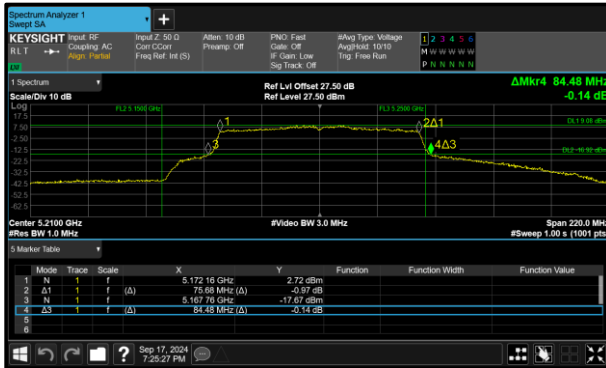 Spectrum Analyzer 1
Swept SA
+
KEYSIGHT Input: RF Input Z: 50 Ω Atten: 10 dB PNO: Fast #Avg Type: Voltage 1 2 3 4 5 6
RLT Coupling: AC Corr CCorr Preamp: Off Gate: Off Avg|Hold: 10/10 M W W W W W
Align: Partial Freq Ref: Int (S) IF Gain: Low Trig: Free Run P N N N N N
Sig Track: Off
1 Spectrum Ref Lvl Offset 27.50 dB ΔMkr4 84.48 MHz
Scale/Div 10 dB Ref Level 27.50 dBm -0.14 dB
Log
17.5 FL2 5.1500 GHz FL3 5.2500 GHz
7.50 1 2Δ1 DL1 9.08 dBm
-2.50
-12.5 3 4Δ3 DL2 -16.92 dBm
-22.5
-32.5
-42.5
-52.5
-62.5
Center 5.2100 GHz #Video BW 3.0 MHz Span 220.0 MHz
#Res BW 1.0 MHz #Sweep 1.00 s (1001 pts
5 Marker Table
Mode Trace Scale X Y Function Function Width Function Value
1 N 1 f 5.172 16 GHz 2.72 dBm
2 Δ1 1 f (Δ) 75.68 MHz (Δ) -0.97 dB
3 N 1 f 5.167 76 GHz -17.67 dBm
4 Δ3 1 f (Δ) 84.48 MHz (Δ) -0.14 dB
5
6
? Sep 17, 2024
7:25:27 PM